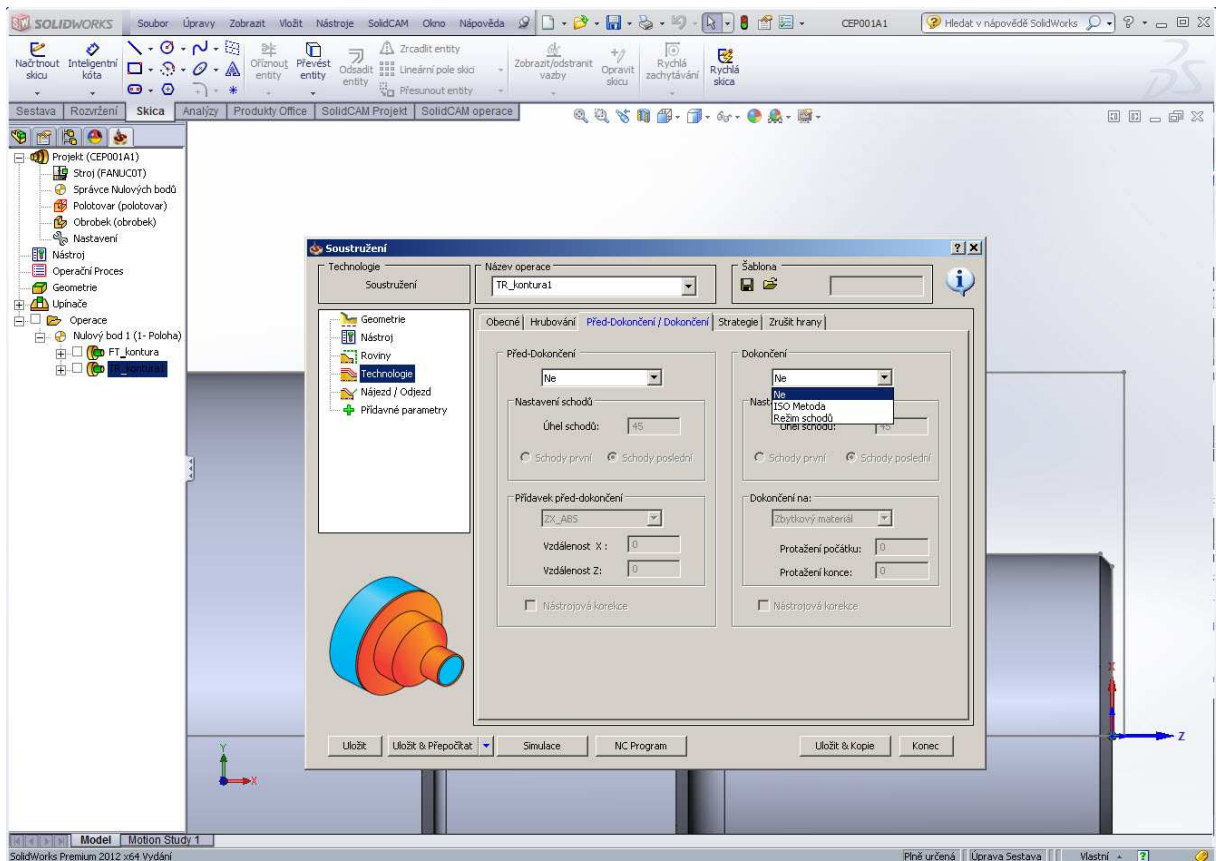 SOLIDWORKS Soubor Úpravy Zobrazit Vložit Nástroje SolidCAM Okno Nápověda CEP001A1 Hledat v nápovědě SolidWorks
Načrtnout skicu
Inteligentní kóta
Oříznout entity
Převést entity
Odsadit entity
Zrcadlit entity
Lineární pole skici
Přesunout entity
Zobrazit/odstranit vazby
Opravit skicu
Rychlá zachytávání
Rychlá skica
Sestava Rozvržení Skica Analýzy Produkty Office SolidCAM Projekt SolidCAM operace
Projekt (CEP001A1)
Stroj (FANUC0T)
Správce Nulových bodů
Polotovar (polotovar)
Obrobek (obrobek)
Nastavení
Nástroj
Operační Proces
Geometrie
Upínače
Operace
Nulový bod 1 (1- Poloha)
FT_kontura
TR_kontura1
Soustružení
Technologie
Soustružení
Název operace
TR_kontura1
Šablona
Geometrie
Nástroj
Roviny
Technologie
Nájezd / Odjezd
Přídavné parametry
Obecné Hrubování Před-Dokončení / Dokončení Strategie Zrušit hrany
Před-Dokončení
Ne
Nastavení schodů
Úhel schodů: 45
Schody první Schody poslední
Přídavek před-dokončení
ZX_ABS
Vzdálenost X : 0
Vzdálenost Z: 0
Nástrojová korekce
Dokončení
Ne
Ne
ISO Metoda
Režim schodů
Úhel schodů: 45
Schody první Schody poslední
Dokončení na:
Zbytkový materiál
Protažení počátku: 0
Protažení konce: 0
Nástrojová korekce
Uložit Uložit & Přepočítat Simulace NC Program Uložit & Kopie Konec
X
Z
Y
X
Model Motion Study 1
SolidWorks Premium 2012 x64 Vydání Plně určená Úprava Sestava Vlastní